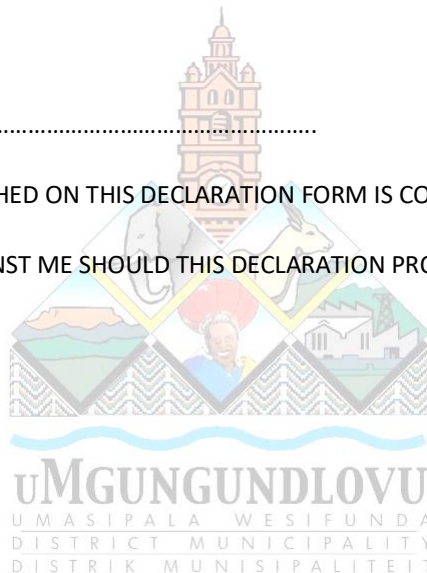 ……………………………………………………..
HED ON THIS DECLARATION FORM IS CO
NST ME SHOULD THIS DECLARATION PRO
uMGUNGUNDLOVU
UMASIPALA WESIFUNDA
DISTRICT MUNICIPALITY
DISTRIK MUNISIPALITEIT